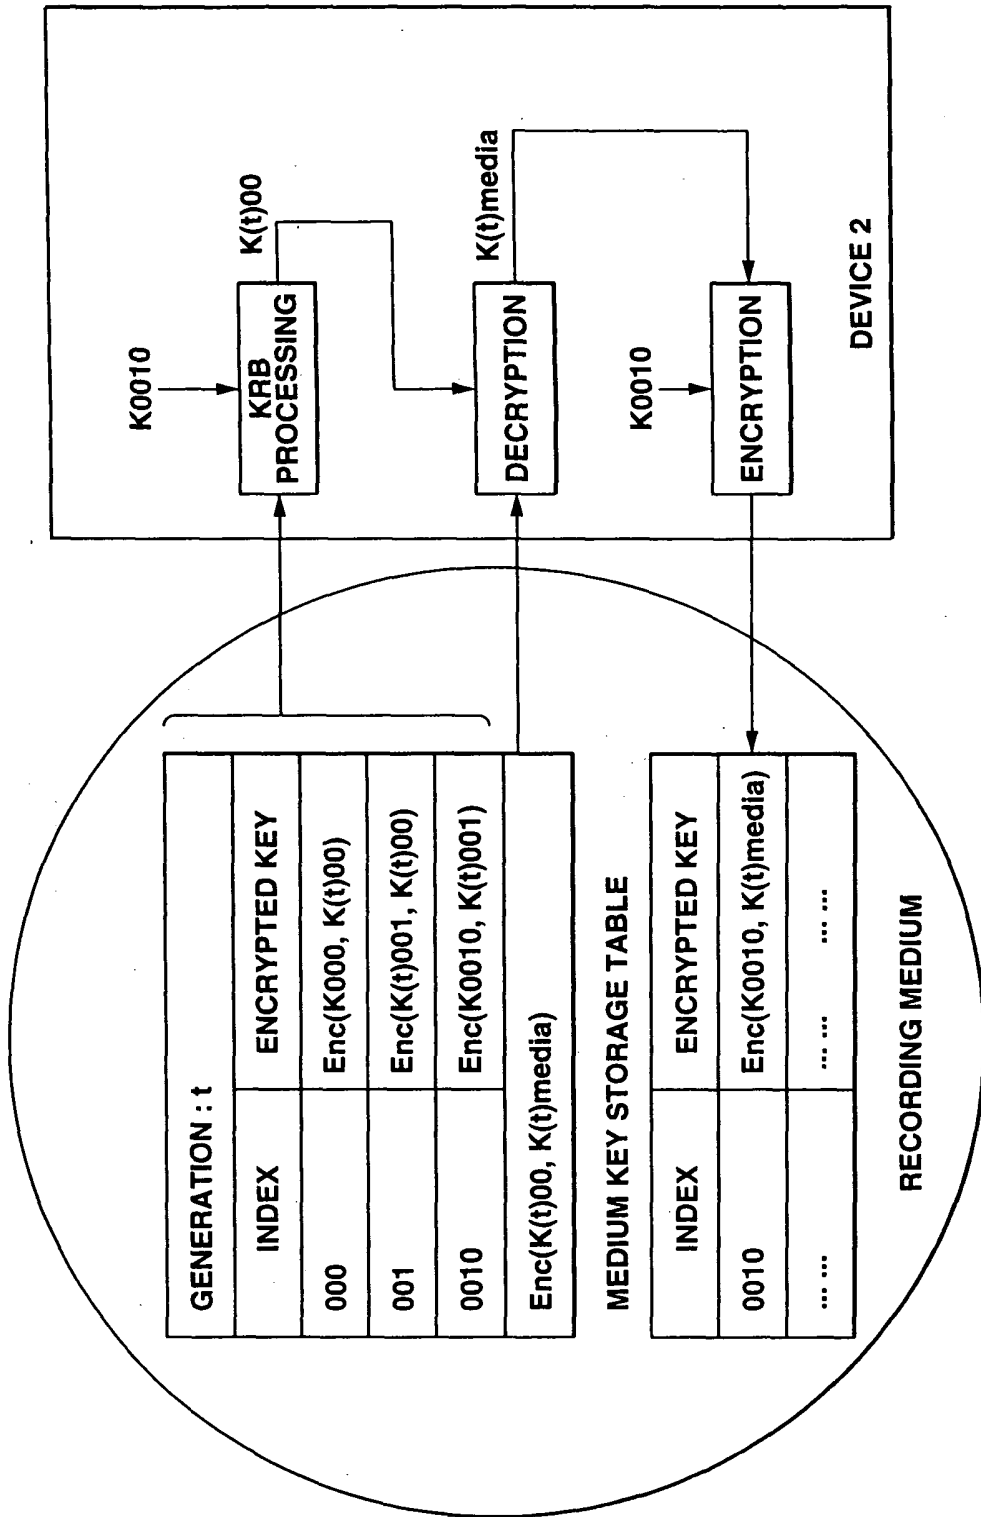 GENERATION : t
INDEX ENCRYPTED KEY
000 Enc(K000, K(t)00)
001 Enc(K(t)001, K(t)00)
0010 Enc(K0010, K(t)001)
Enc(K(t)00, K(t)media)
MEDIUM KEY STORAGE TABLE
INDEX ENCRYPTED KEY
0010 Enc(K0010, K(t)media)
... ... ... ...
RECORDING MEDIUM
K0010
KRB
PROCESSING
K(t)00
DECRYPTION
K(t)media
K0010
ENCRYPTION
DEVICE 2